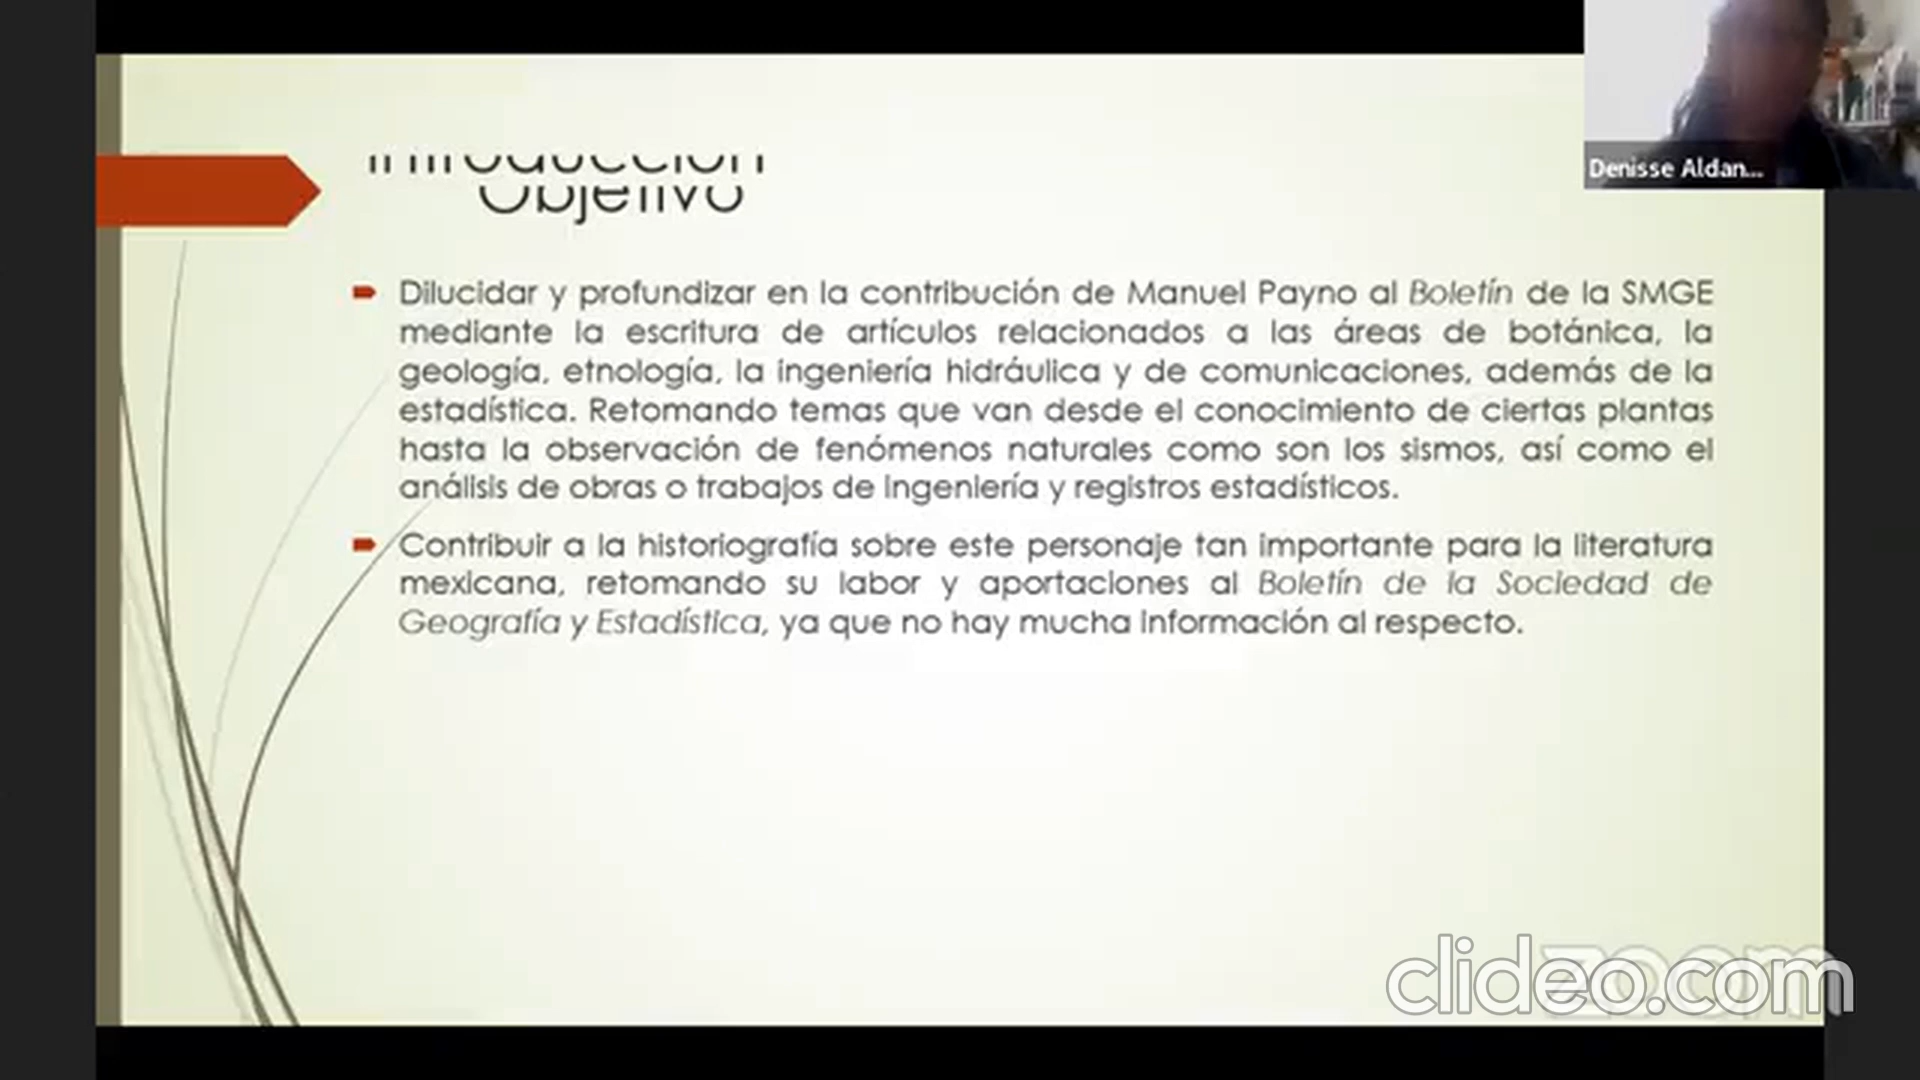 Denisse Aldan...
Introducción
Objetivo
Dilucidar y profundizar en la contribución de Manuel Payno al Boletín de la SMGE
mediante la escritura de artículos relacionados a las áreas de botánica, la
geología, etnología, la ingeniería hidráulica y de comunicaciones, además de la
estadística. Retomando temas que van desde el conocimiento de ciertas plantas
hasta la observación de fenómenos naturales como son los sismos, así como el
análisis de obras o trabajos de ingeniería y registros estadísticos.
Contribuir a la historiografía sobre este personaje tan importante para la literatura
mexicana, retomando su labor y aportaciones al Boletín de la Sociedad de
Geografía y Estadística, ya que no hay mucha información al respecto.
zoom
clideo.com